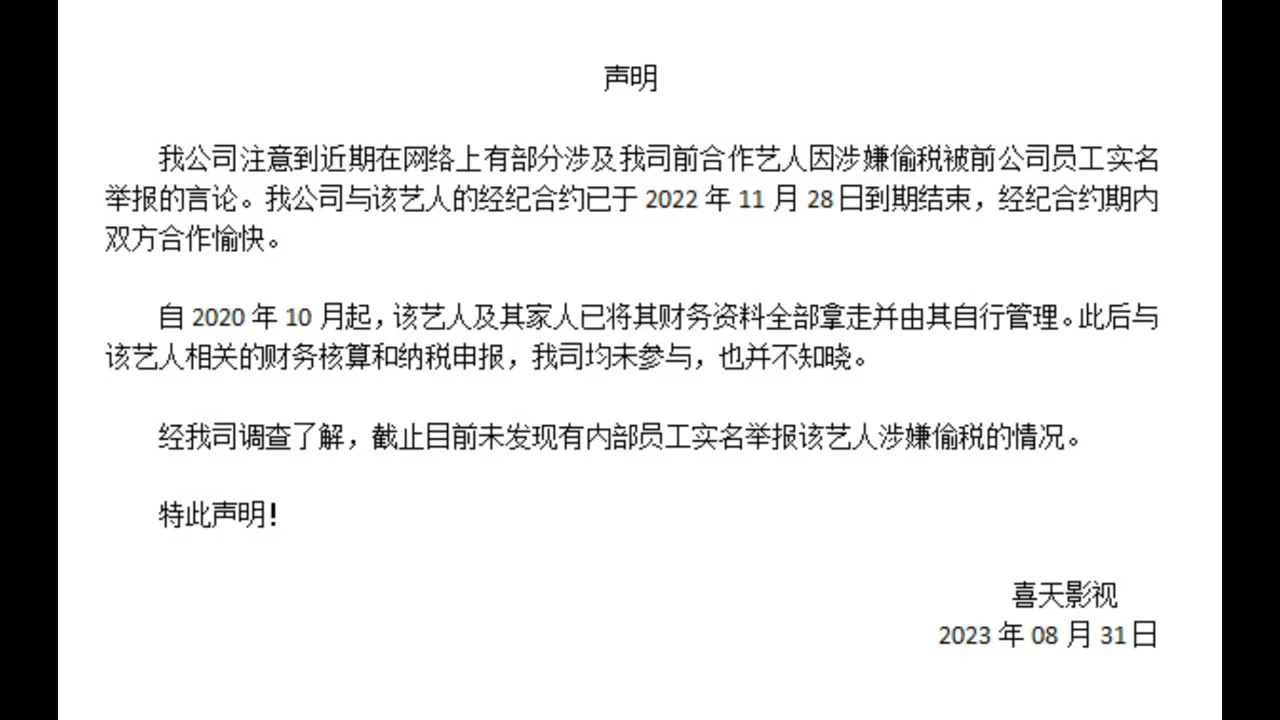 声明
我公司注意到近期在网络上有部分涉及我司前合作艺人因涉嫌偷税被前公司员工实名
举报的言论。我公司与该艺人的经纪合约已于 2022 年 11 月 28日到期结束，经纪合约期内
双方合作愉快。
自 2020 年 10 月起，该艺人及其家人已将其财务资料全部拿走并由其自行管理。此后与
该艺人相关的财务核算和纳税申报，我司均未参与，也并不知晓。
经我司调查了解，截止目前未发现有内部员工实名举报该艺人涉嫌偷税的情况。
特此声明！
喜天影视
2023 年 08 月 31日